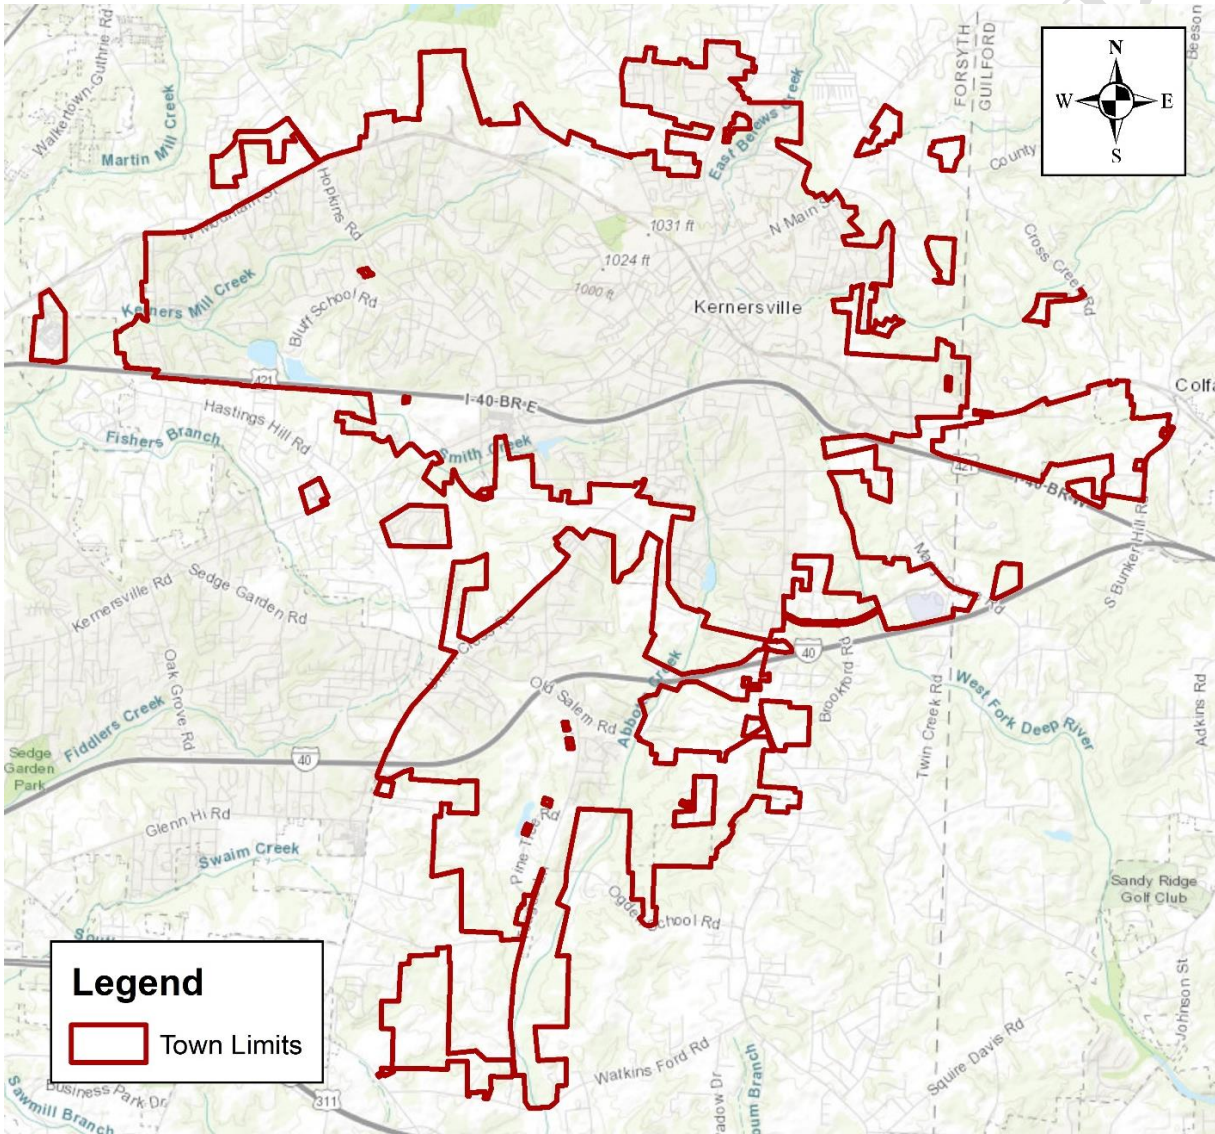 Walkertown-Guthrie Rd
FORSYTH
GUILFORD
Beeson
N
W
E
S
Martin Mill Creek
East Belews Creek
County
Hopkins Rd
W Mountain St
N Main St
1031 ft
1024 ft
1000 ft
Cross Creek Rd
Kerners Mill Creek
Bluff School Rd
Kernersville
421
I-40-BR-E
Hastings Hill Rd
Fishers Branch
Smith Creek
421
I-40-BR-W
S Bunker Hill Rd
Kernersville Rd
Sedge Garden Rd
Oak Grove Rd
Old Salem Rd
Abbotts Creek
40
Brookford Rd
Twin Creek Rd
West Fork Deep River
Adkins Rd
Fiddlers Creek
Sedge
Garden
Park
40
Glenn Hi Rd
Swaim Creek
Pine Tree Rd
Ogden School Rd
Sandy Ridge
Golf Club
Johnson St
Legend
Town Limits
Watkins Ford Rd
Squire Davis Rd
Business Park Dr
311
Sawmill Branch